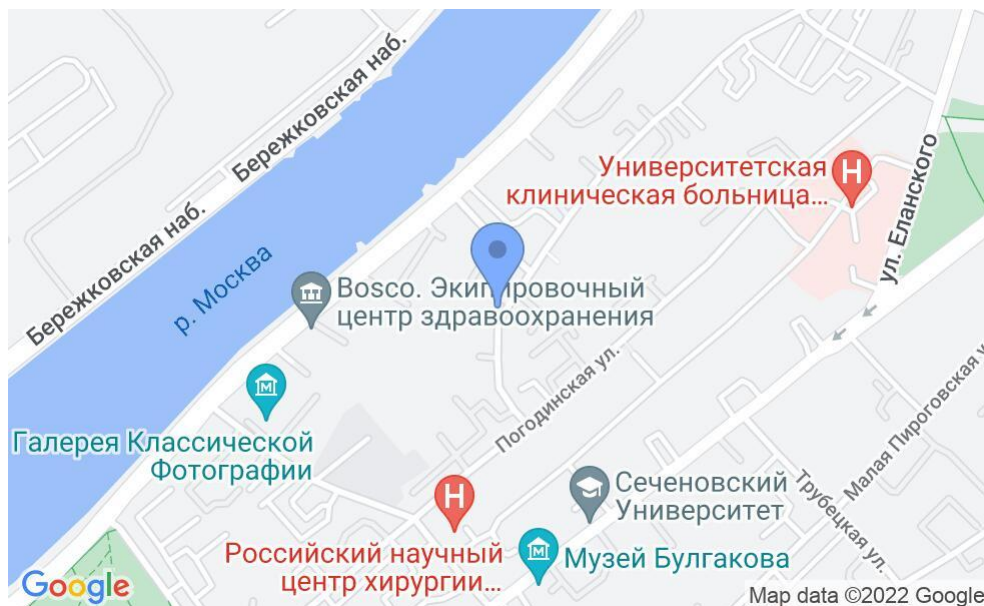 Бережковская наб.
Бережковская наб.
р. Москва
Университетская
клиническая больница...
ул. Еланского
Bosco. Экипировочный
центр здравоохранения
Погодинская ул.
Малая Пироговская у
Галерея Классической
Фотографии
Сеченовский
Университет
Трубецкая ул.
Российский научный
центр хирургии...
Музей Булгакова
H
H
M
M
Google
Map data ©2022 Google